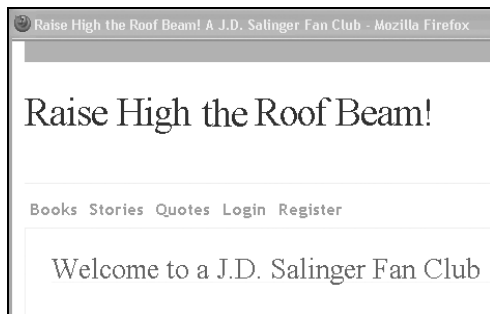 Raise High the Roof Beam! A J.D. Salinger Fan Club - Mozilla Firefox
Raise High the Roof Beam!
Books Stories Quotes Login Register
Welcome to a J.D. Salinger Fan Club